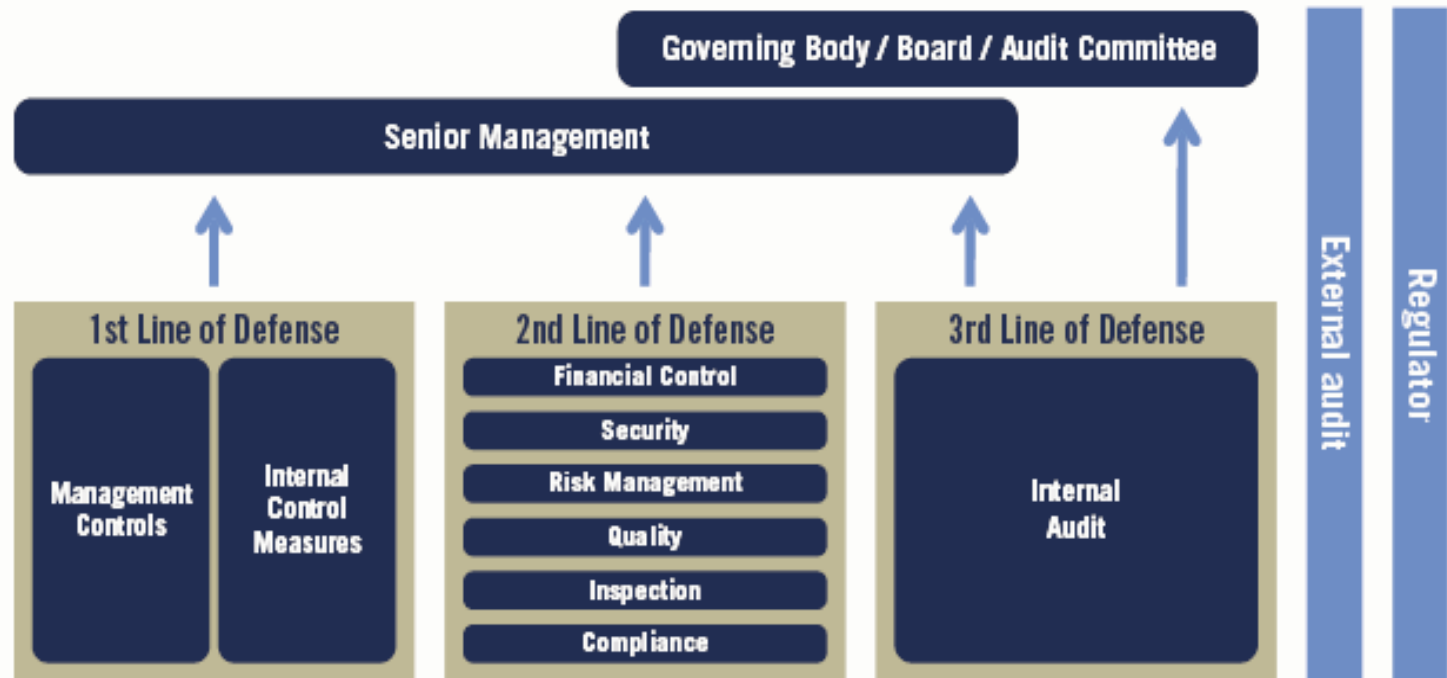 Governing Body / Board / Audit Committee
Senior Management
1st Line of Defense
Management
Controls
Internal
Control
Measures
2nd Line of Defense
Financial Control
Security
Risk Management
Quality
Inspection
Compliance
3rd Line of Defense
Internal
Audit
External audit
Regulator